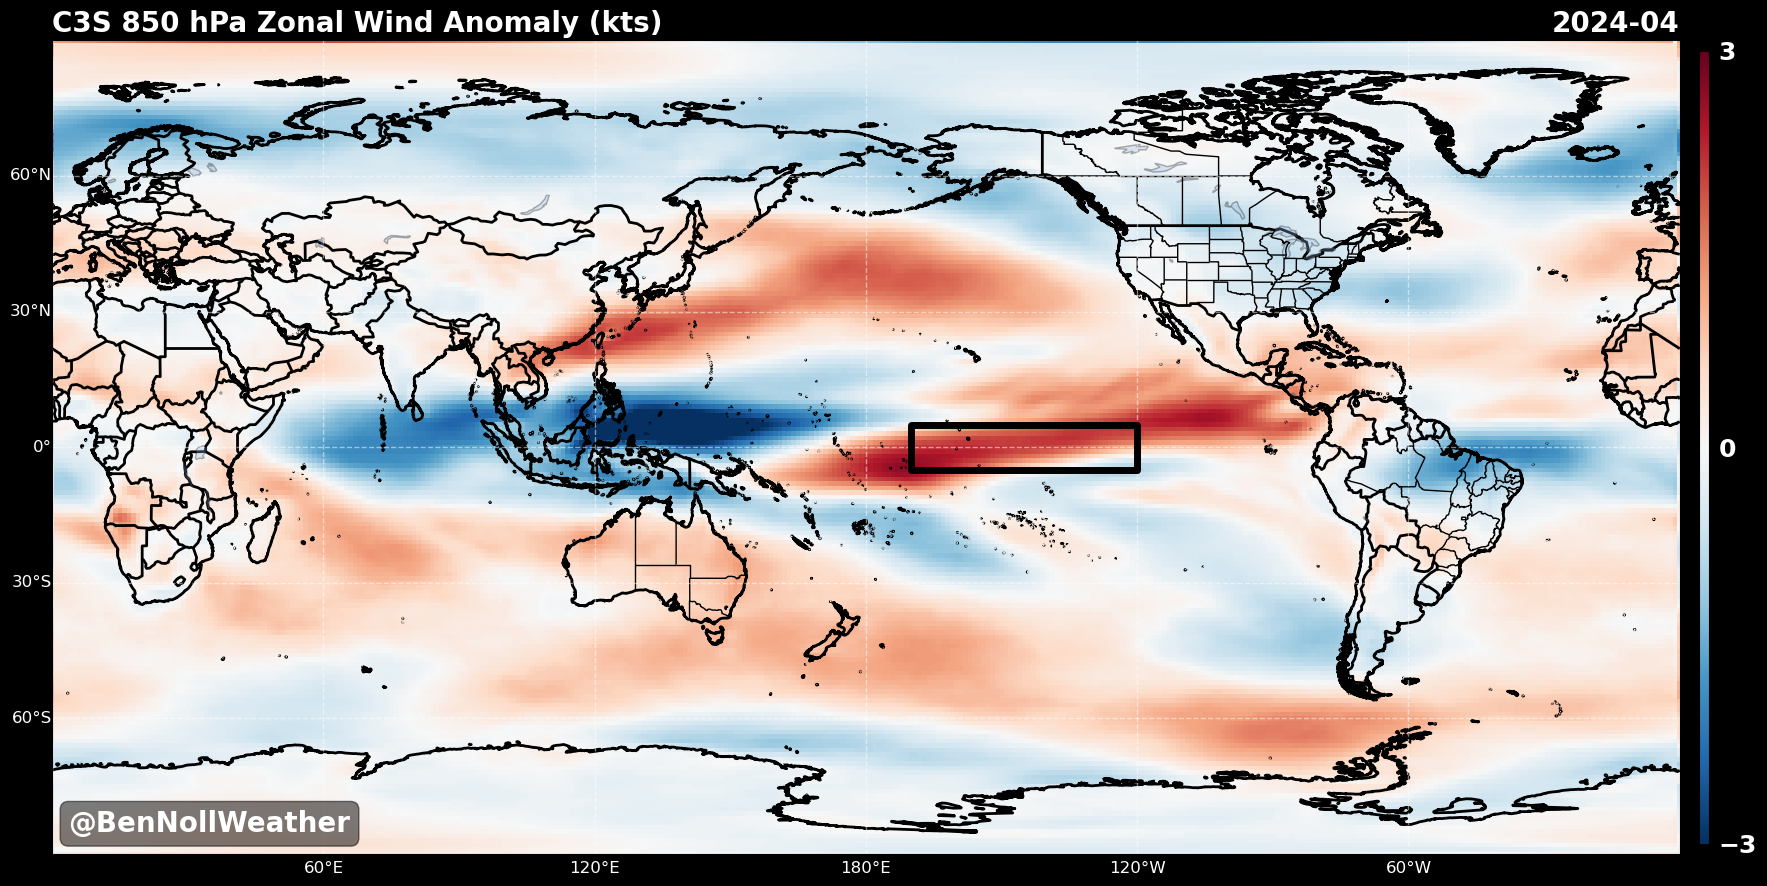 C3S 850 hPa Zonal Wind Anomaly (kts)
2024-04
3
60°N
30°N
0°
0
30°S
60°S
@BenNollWeather
−3
60°E
120°E
180°E
120°W
60°W